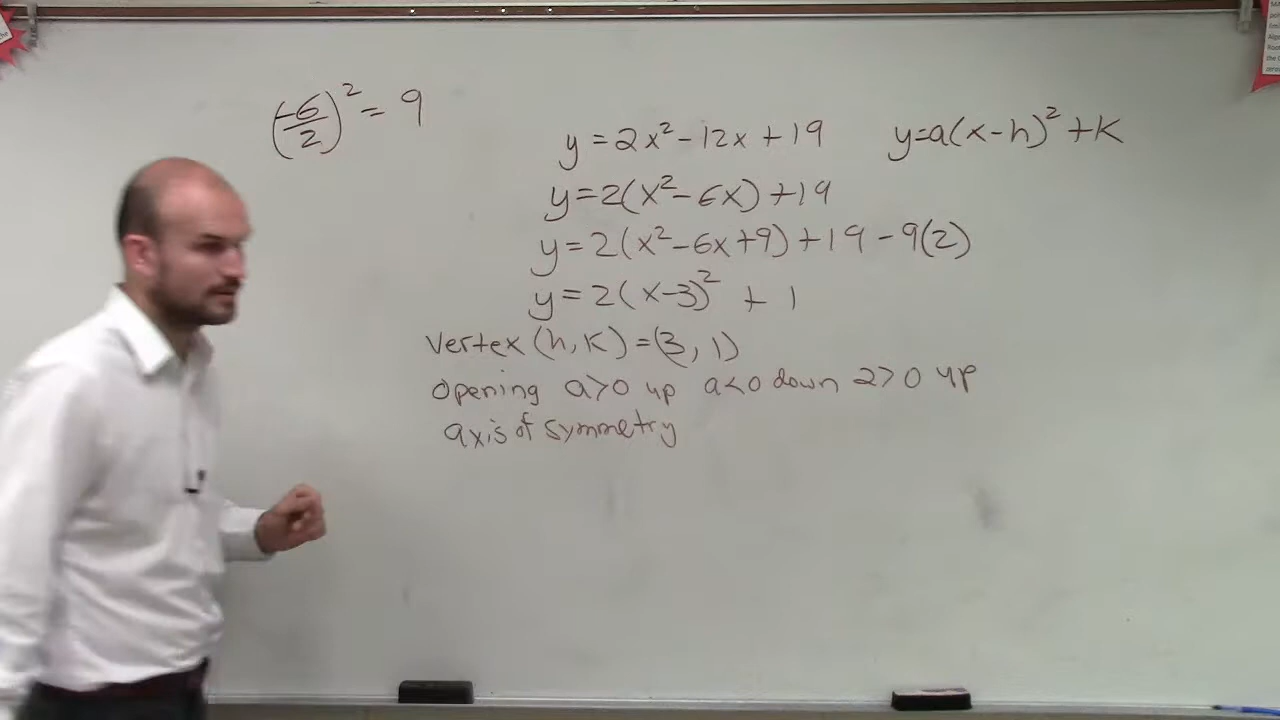 (-6/2)² = 9
y = 2x² - 12x + 19
y=a(x-h)² + k
y=2(x²-6x)+19
y=2(x²-6x+9)+19-9(2)
y=2(x-3)² + 1
Vertex (h,k)=(3,1)
Opening a>0 up a<0 down 2>0 up
axis of symmetry